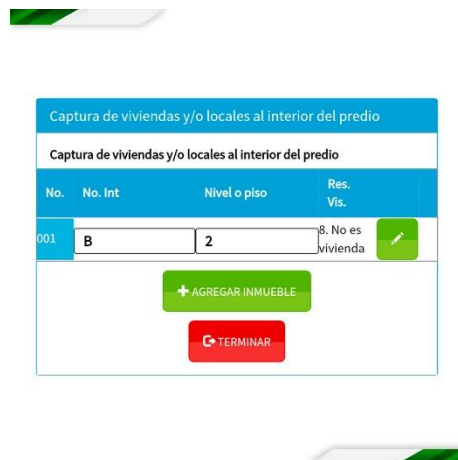 Captura de viviendas y/o locales al interior del predio
Captura de viviendas y/o locales al interior del predio
No. No. Int Nivel o piso Res. Vis.
001 B 2 8. No es vivienda
AGREGAR INMUEBLE
TERMINAR